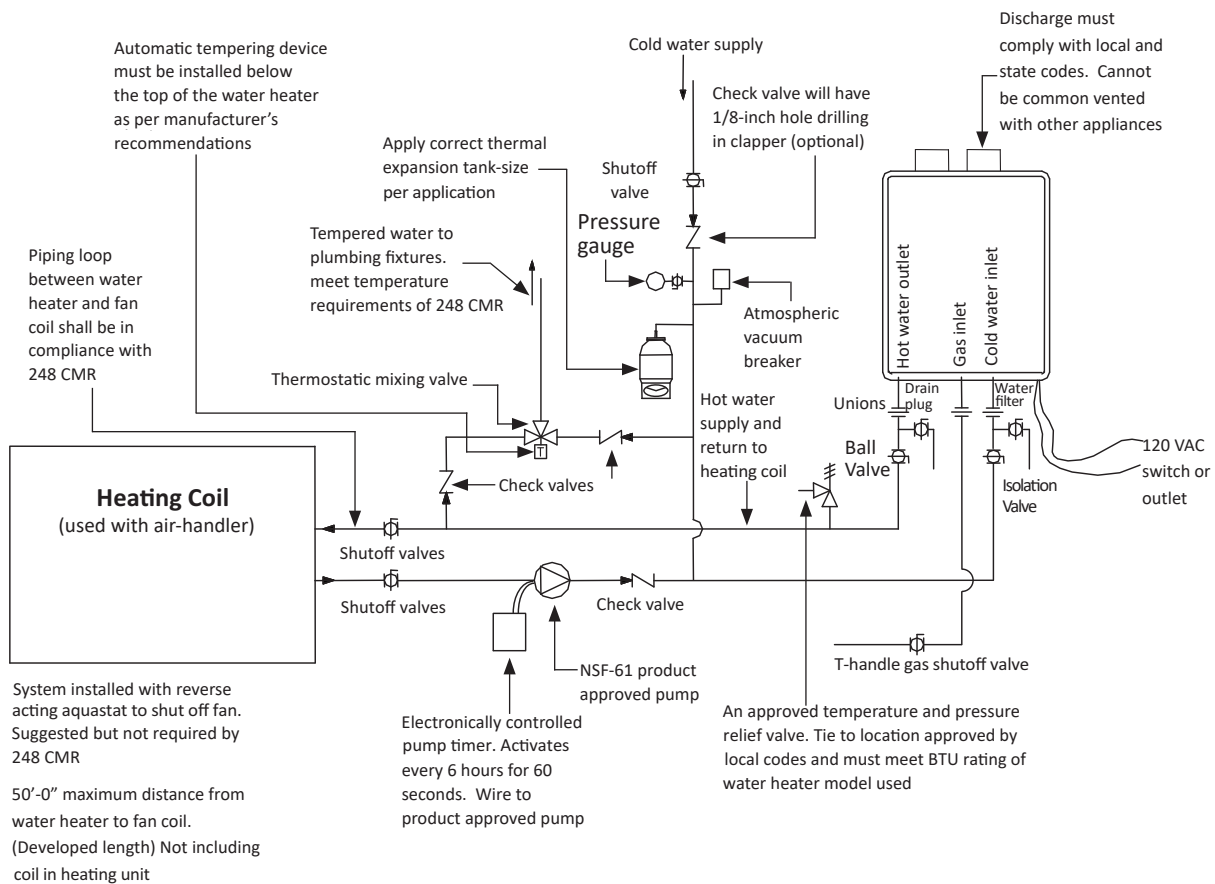 Automatic tempering device
must be installed below
the top of the water heater
as per manufacturer’s
recommendations
Cold water supply
Discharge must
comply with local and
state codes.  Cannot
be common vented
with other appliances
Check valve will have
1/8-inch hole drilling
in clapper (optional)
Apply correct thermal
expansion tank-size
per application
Shutoff
valve
Pressure
gauge
Tempered water to
plumbing fixtures.
meet temperature
requirements of 248 CMR
Piping loop
between water
heater and fan
coil shall be in
compliance with
248 CMR
Atmospheric
vacuum
breaker
Hot water outlet
Gas inlet
Cold water inlet
Thermostatic mixing valve
Hot water
supply and
return to
heating coil
Unions
Drain
plug
Water
filter
Ball
Valve
Isolation
Valve
120 VAC
switch or
outlet
T
Check valves
Heating Coil
(used with air-handler)
Shutoff valves
Shutoff valves
Check valve
T-handle gas shutoff valve
NSF-61 product
approved pump
System installed with reverse
acting aquastat to shut off fan.
Suggested but not required by
248 CMR
50’-0” maximum distance from
water heater to fan coil.
(Developed length) Not including
coil in heating unit
Electronically controlled
pump timer. Activates
every 6 hours for 60
seconds.  Wire to
product approved pump
An approved temperature and pressure
relief valve. Tie to location approved by
local codes and must meet BTU rating of
water heater model used